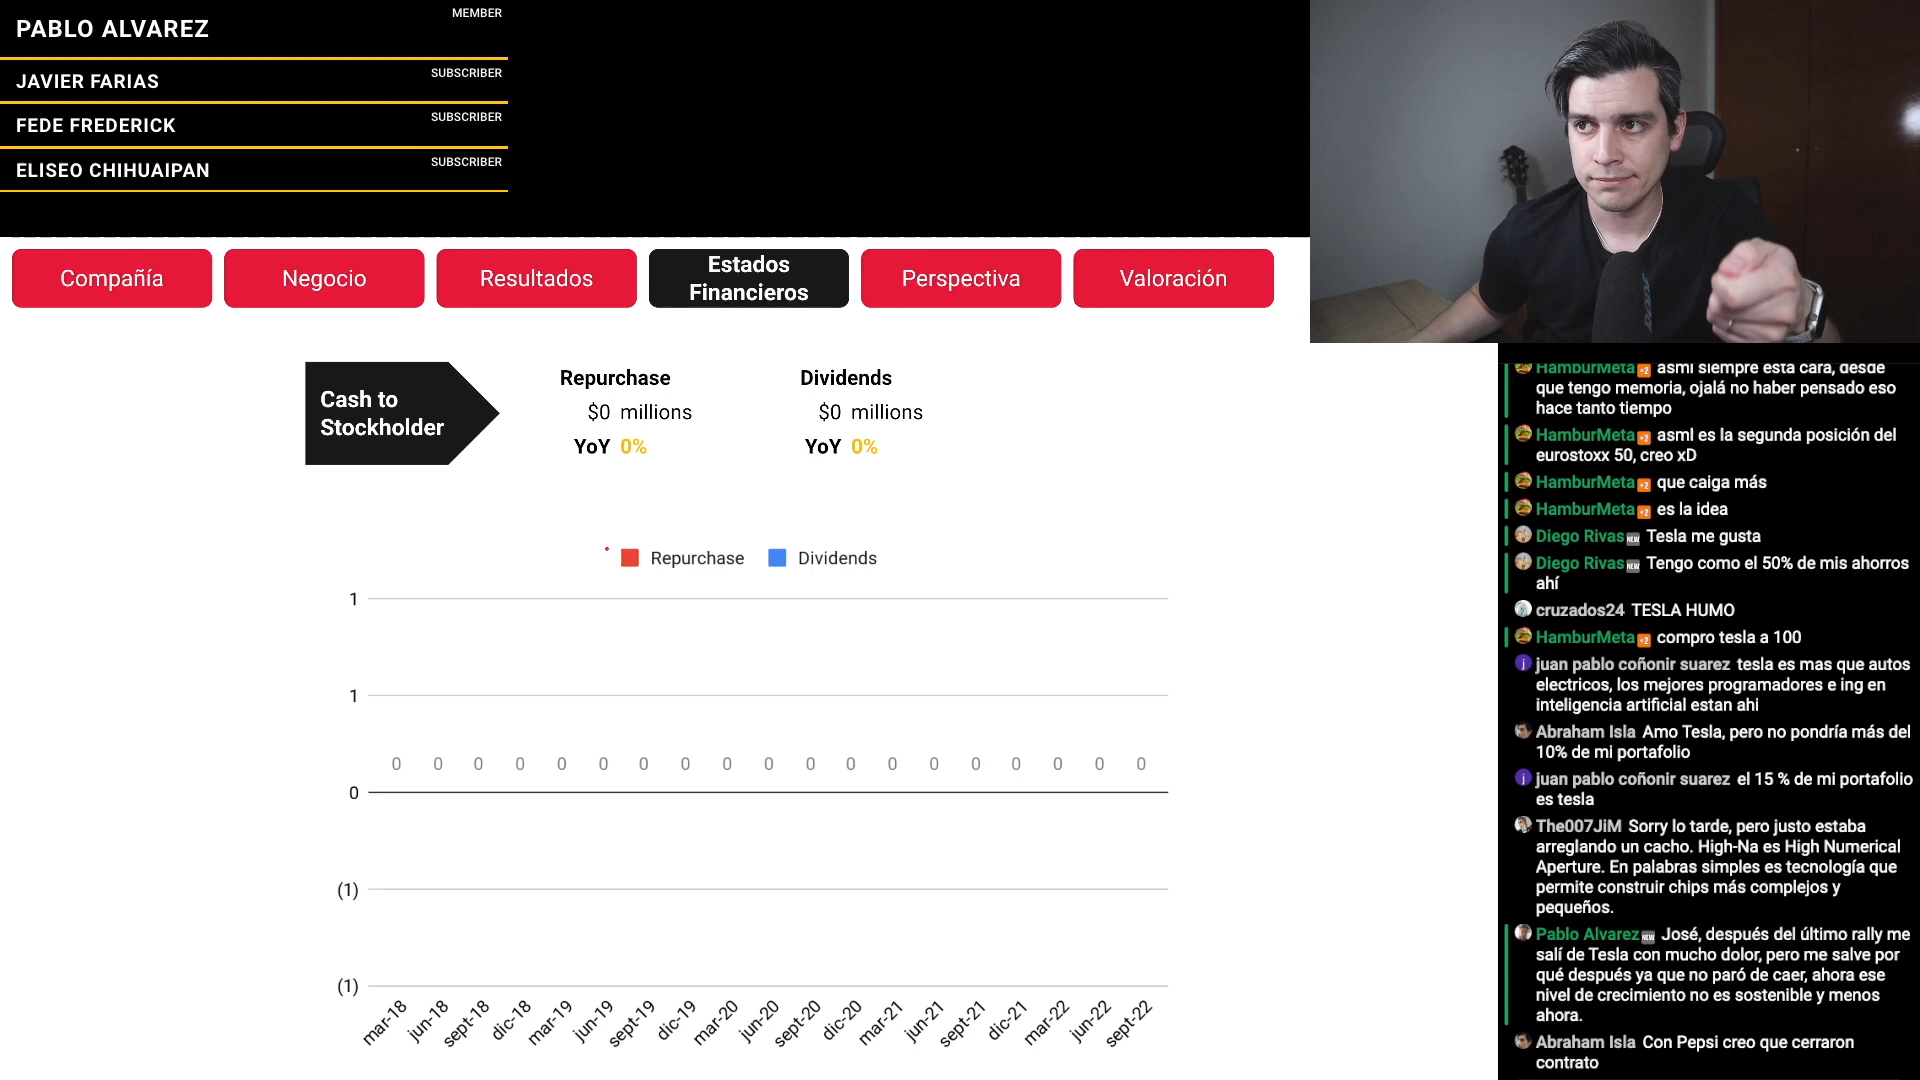 PABLO ALVAREZ
MEMBER
JAVIER FARIAS
SUBSCRIBER
FEDE FREDERICK
SUBSCRIBER
ELISEO CHIHUAIPAN
SUBSCRIBER
Compañía
Negocio
Resultados
Estados
Financieros
Perspectiva
Valoración
Cash to
Stockholder
Repurchase
$0 millions
YoY 0%
Dividends
$0 millions
YoY 0%
Repurchase
Dividends
1
1
0 0 0 0 0 0 0 0 0 0 0 0 0 0 0 0 0 0 0
0
(1)
(1)
mar-18 jun-18 sept-18 dic-18 mar-19 jun-19 sept-19 dic-19 mar-20 jun-20 sept-20 dic-20 mar-21 jun-21 sept-21 dic-21 mar-22 jun-22 sept-22
HamburMeta +2 asml siempre esta cara, desde
que tengo memoria, ojalá no haber pensado eso
hace tanto tiempo
HamburMeta +2 asml es la segunda posición del
eurostoxx 50, creo xD
HamburMeta +2 que caiga más
HamburMeta +2 es la idea
Diego Rivas NEW Tesla me gusta
Diego Rivas NEW Tengo como el 50% de mis ahorros
ahí
cruzados24 TESLA HUMO
HamburMeta +2 compro tesla a 100
j juan pablo coñonir suarez tesla es mas que autos
electricos, los mejores programadores e ing en
inteligencia artificial estan ahi
Abraham Isla Amo Tesla, pero no pondría más del
10% de mi portafolio
j juan pablo coñonir suarez el 15 % de mi portafolio
es tesla
The007JiM Sorry lo tarde, pero justo estaba
arreglando un cacho. High-Na es High Numerical
Aperture. En palabras simples es tecnología que
permite construir chips más complejos y
pequeños.
Pablo Alvarez NEW José, después del último rally me
salí de Tesla con mucho dolor, pero me salve por
qué después ya que no paró de caer, ahora ese
nivel de crecimiento no es sostenible y menos
ahora.
Abraham Isla Con Pepsi creo que cerraron
contrato